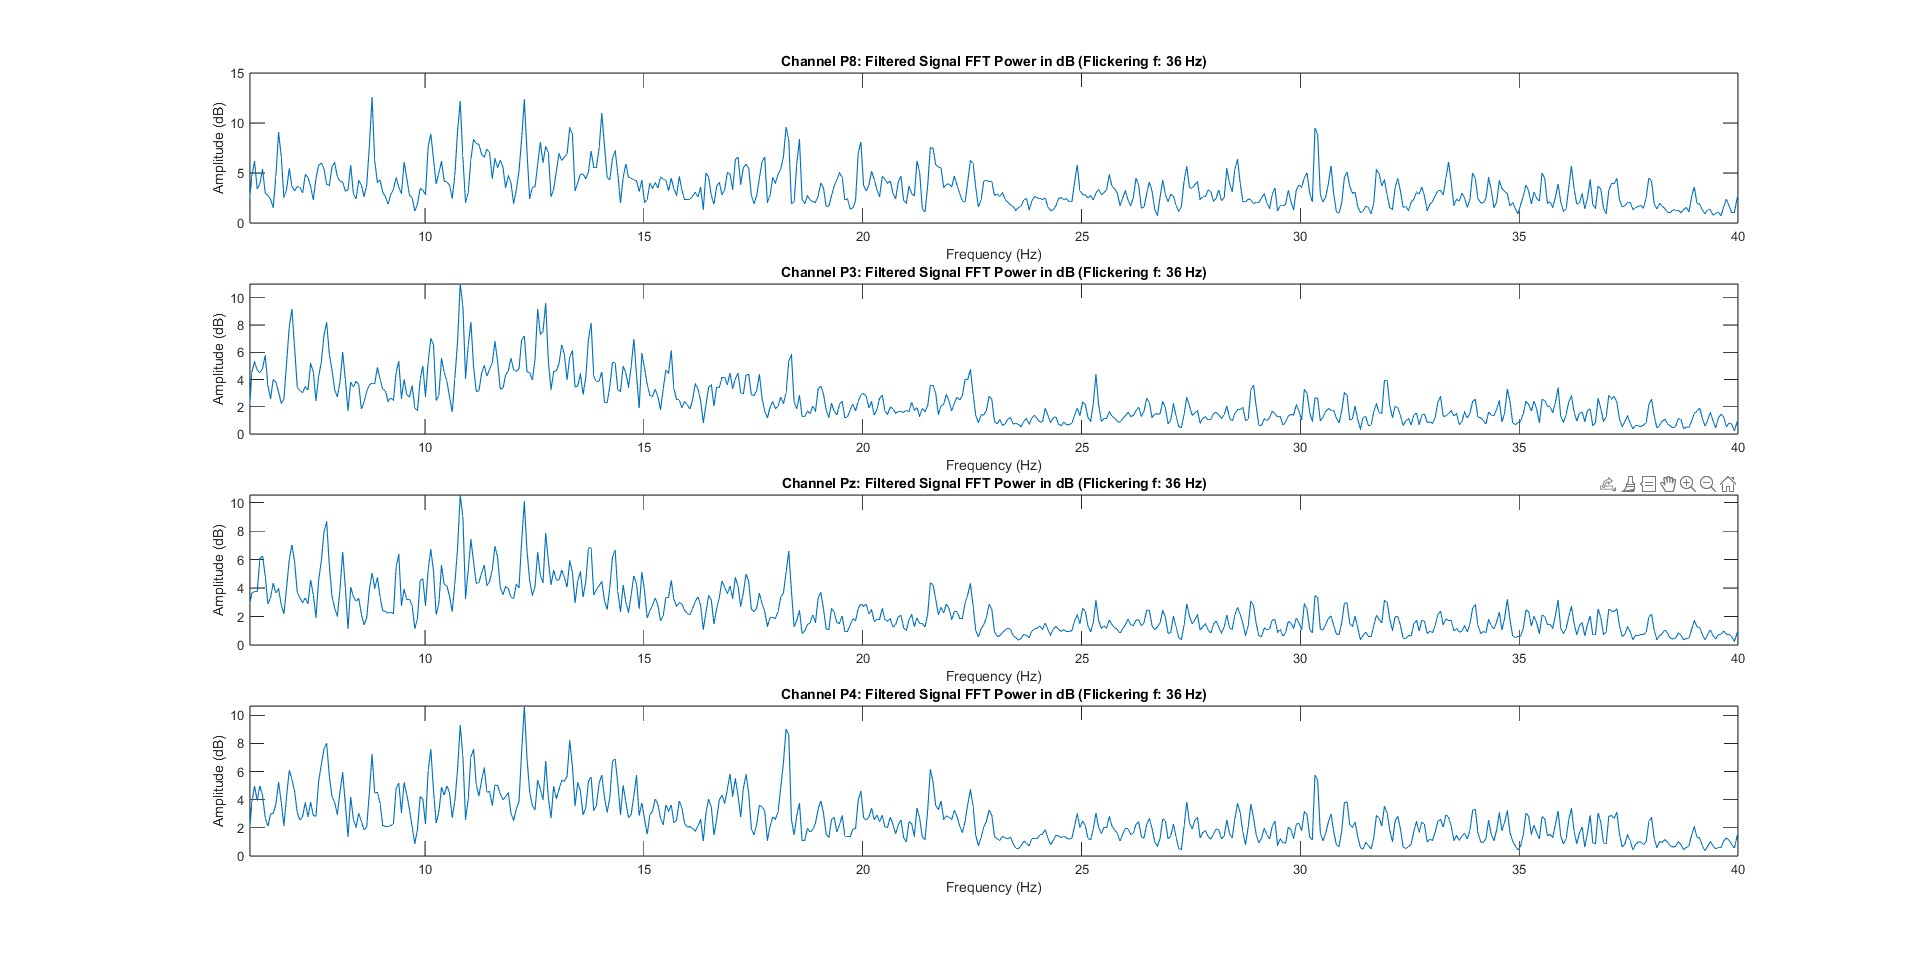 Channel P8: Filtered Signal FFT Power in dB (Flickering f: 36 Hz)
15
10
5
0
Amplitude (dB)
10 15 20 25 30 35 40
Frequency (Hz)
Channel P3: Filtered Signal FFT Power in dB (Flickering f: 36 Hz)
10
8
6
4
2
0
Amplitude (dB)
10 15 20 25 30 35 40
Frequency (Hz)
Channel Pz: Filtered Signal FFT Power in dB (Flickering f: 36 Hz)
10
8
6
4
2
0
Amplitude (dB)
10 15 20 25 30 35 40
Frequency (Hz)
Channel P4: Filtered Signal FFT Power in dB (Flickering f: 36 Hz)
10
8
6
4
2
0
Amplitude (dB)
10 15 20 25 30 35 40
Frequency (Hz)